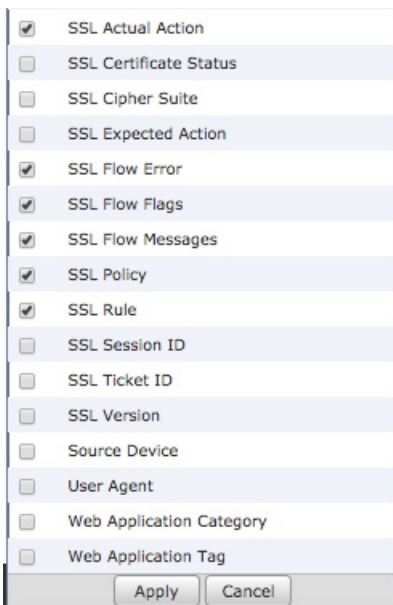 SSL Actual Action
SSL Certificate Status
SSL Cipher Suite
SSL Expected Action
SSL Flow Error
SSL Flow Flags
SSL Flow Messages
SSL Policy
SSL Rule
SSL Session ID
SSL Ticket ID
SSL Version
Source Device
User Agent
Web Application Category
Web Application Tag
Apply Cancel